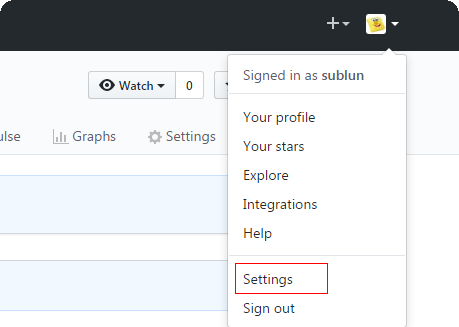 Signed in as sublun
Watch 0
Your profile
ulse Graphs Settings
Your stars
Explore
Integrations
Help
Settings
Sign out